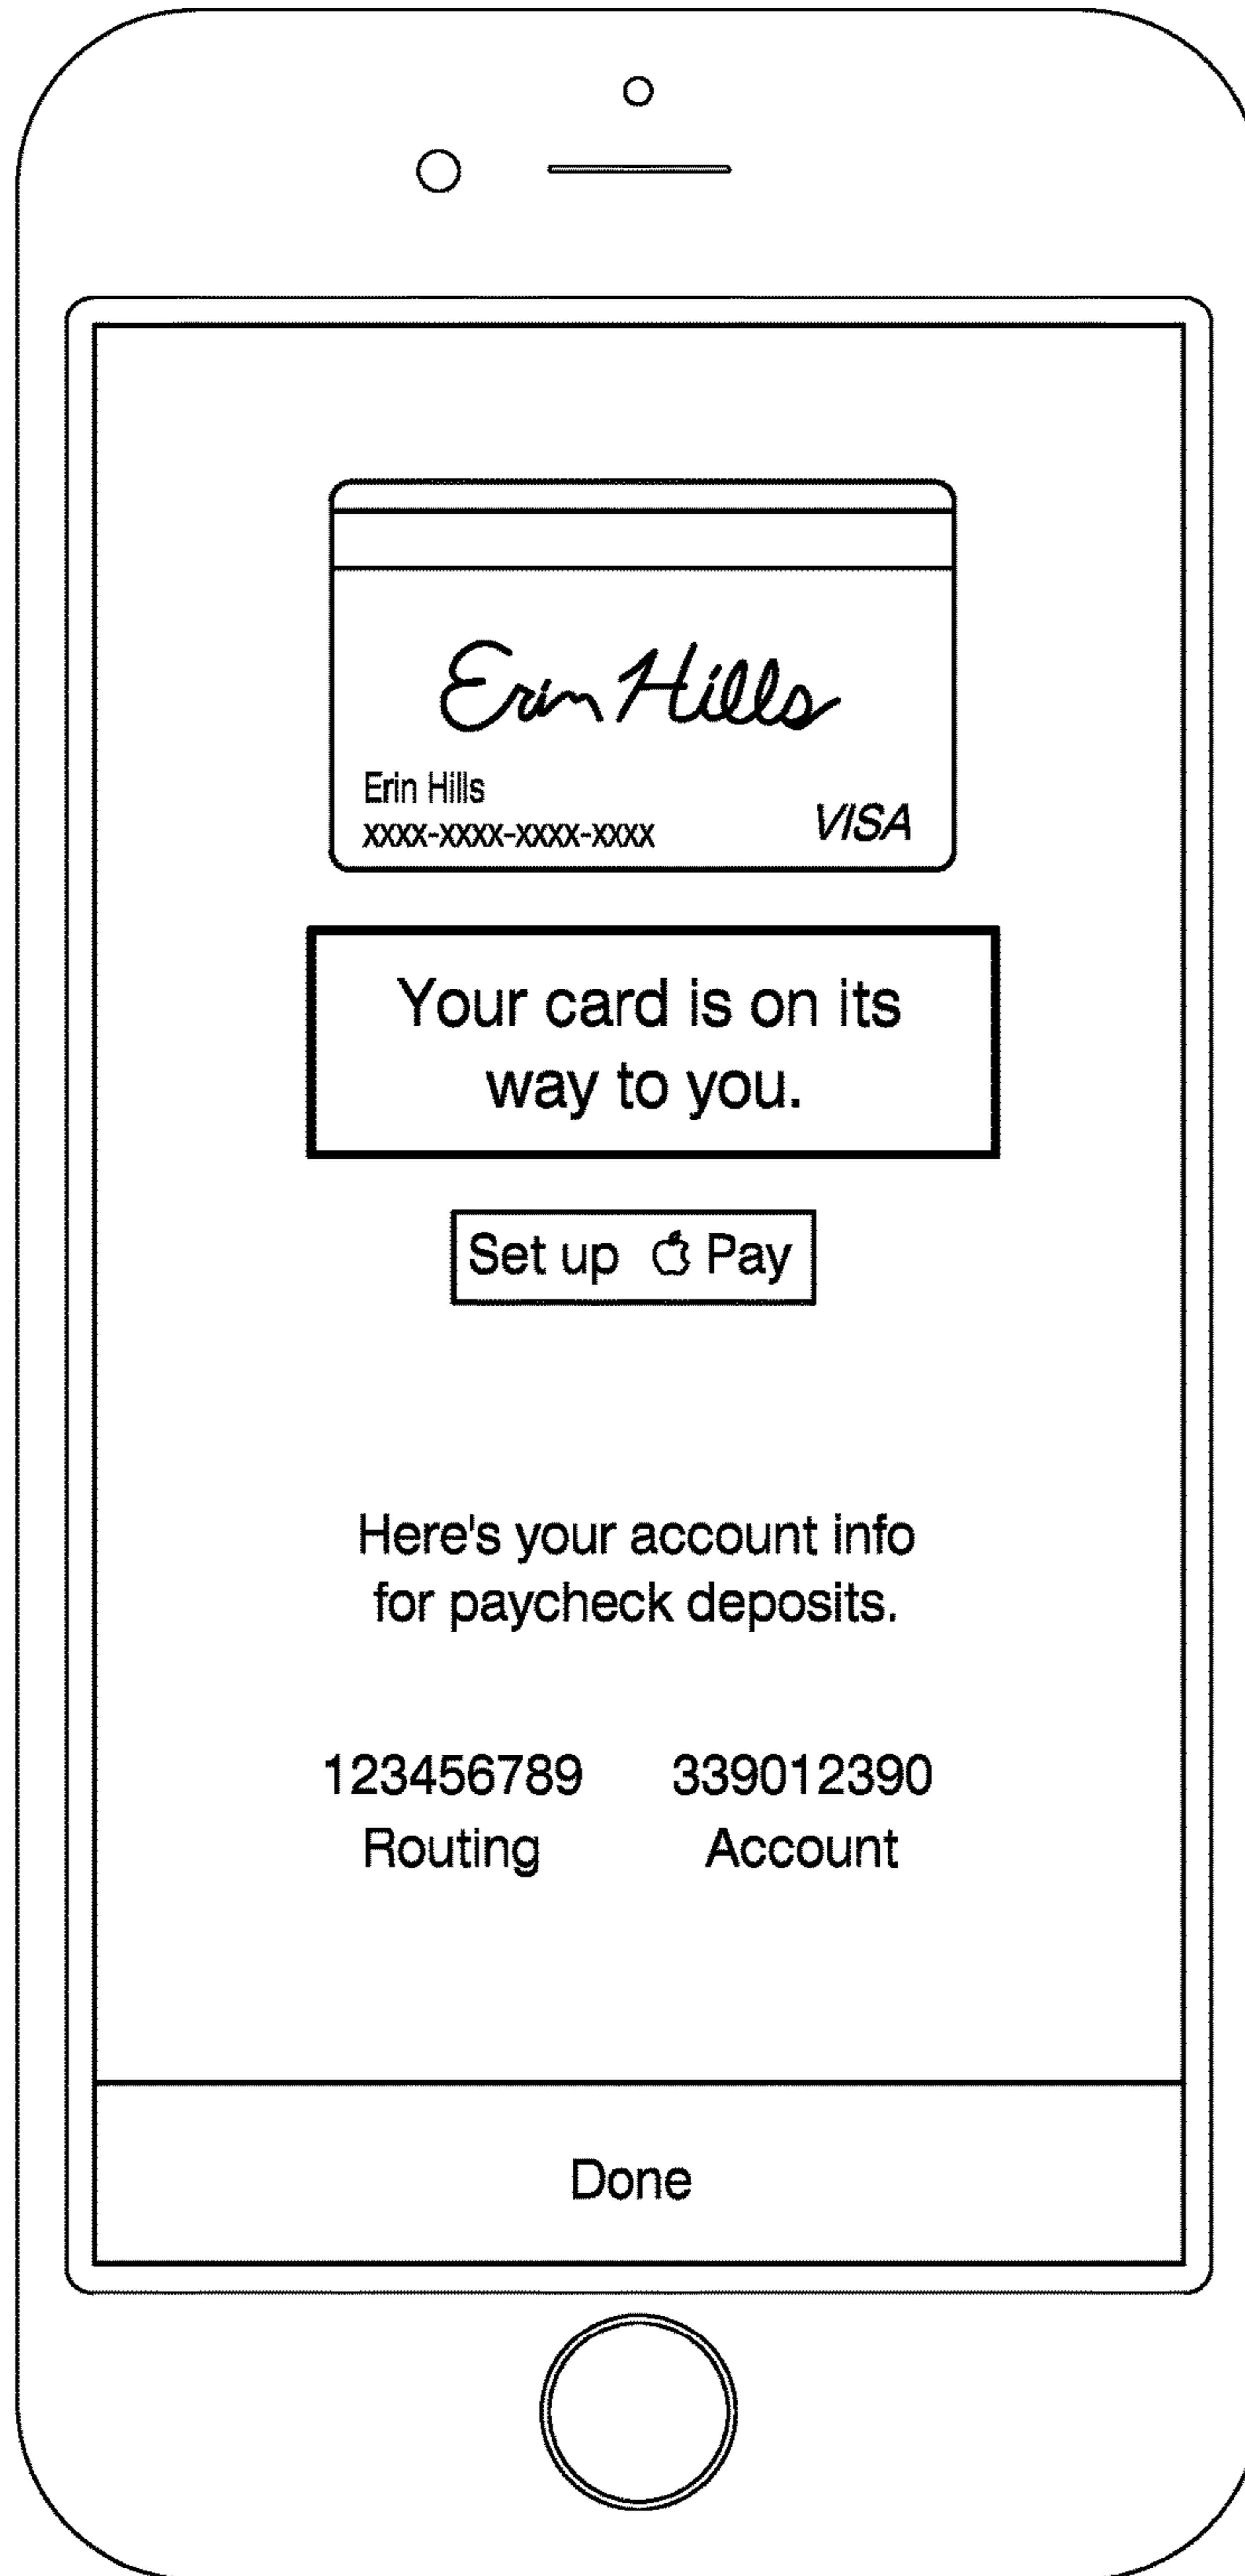 Erin Hills
Erin Hills
XXXX-XXXX-XXXX-XXXX
VISA
Your card is on its
way to you.
Set up Pay
Here's your account info
for paycheck deposits.
123456789 339012390
Routing Account
Done